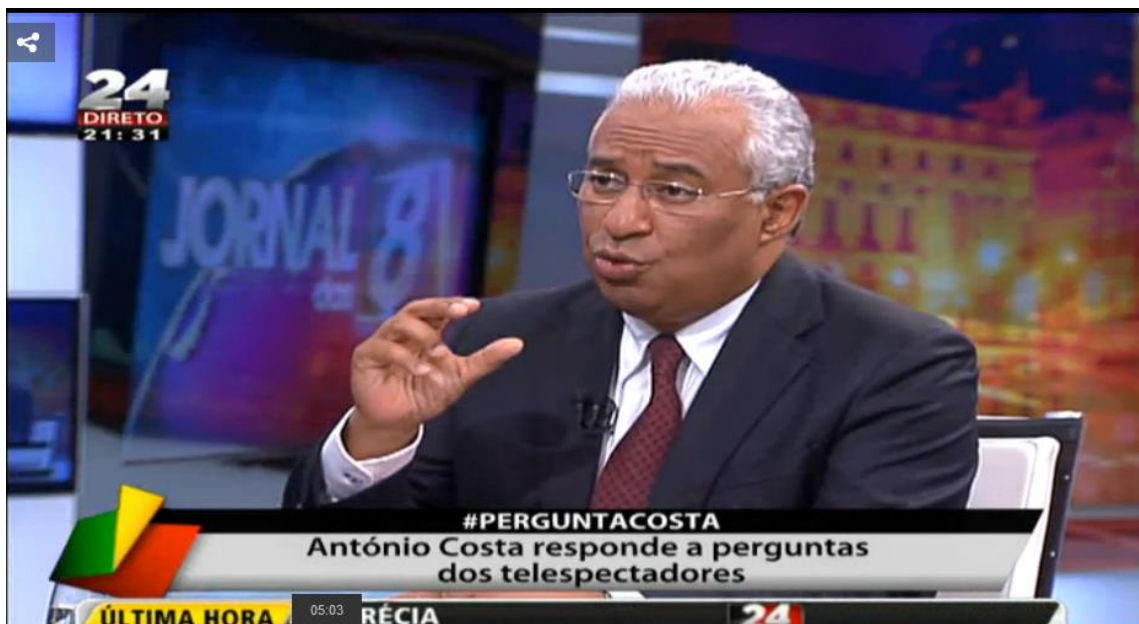 24
DIRETO
21:31
JORNAL
das 8
#PERGUNTACOSTA
António Costa responde a perguntas
dos telespectadores
ÚLTIMA HORA 05:03 RÉCIA 24